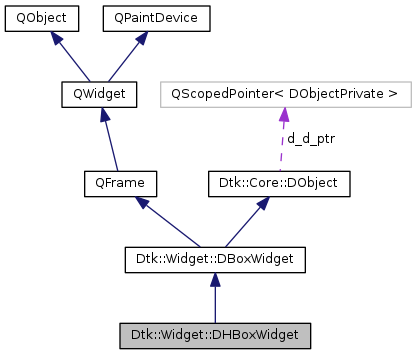 QObject
QPaintDevice
QWidget
QScopedPointer< DObjectPrivate >
d_d_ptr
QFrame
Dtk::Core::DObject
Dtk::Widget::DBoxWidget
Dtk::Widget::DHBoxWidget